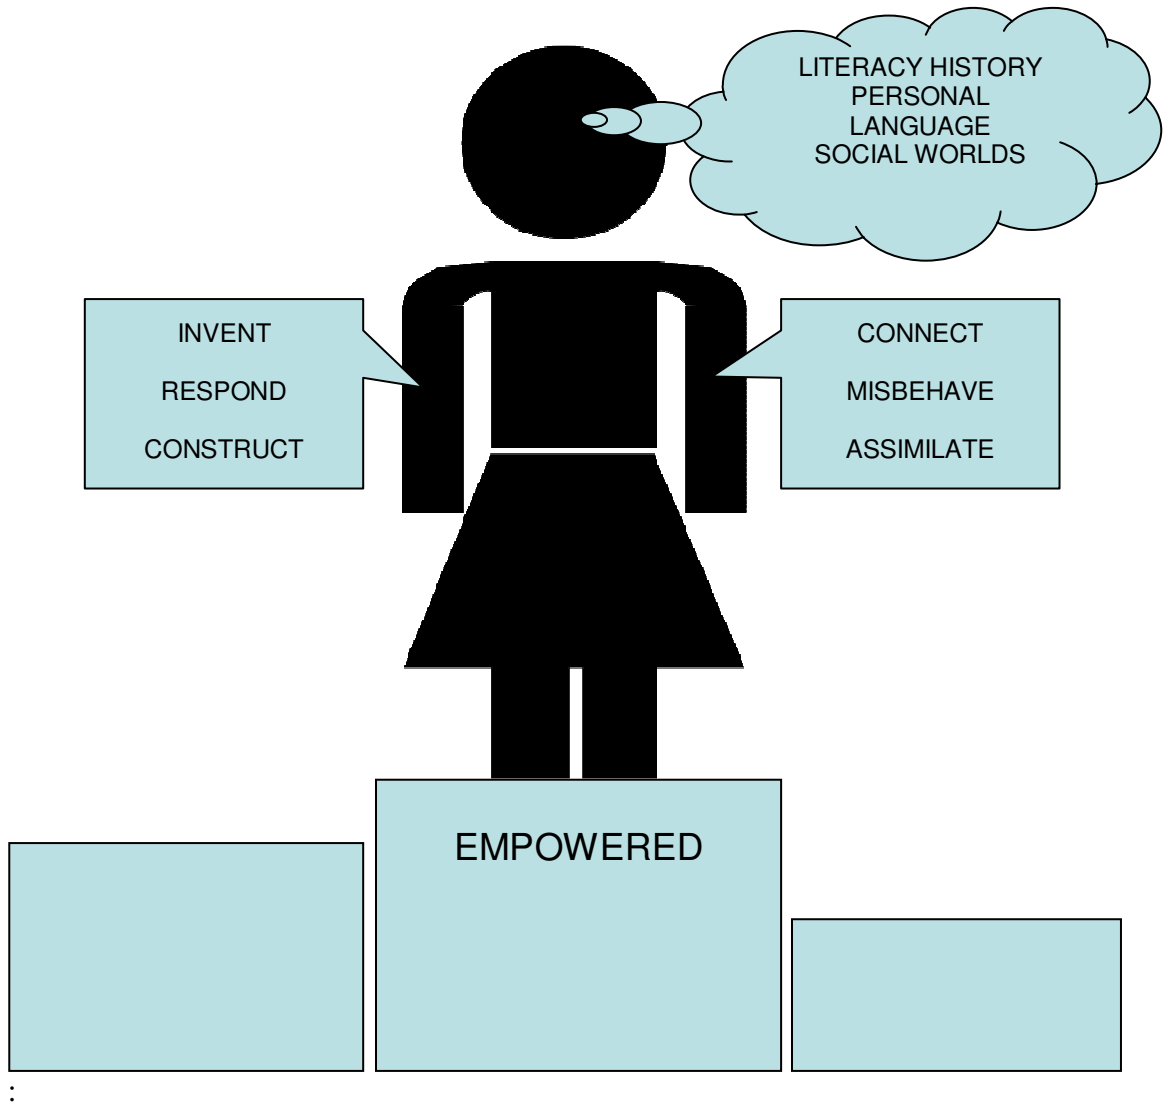 LITERACY HISTORY
PERSONAL
LANGUAGE
SOCIAL WORLDS
INVENT
RESPOND
CONSTRUCT
CONNECT
MISBEHAVE
ASSIMILATE
EMPOWERED
: